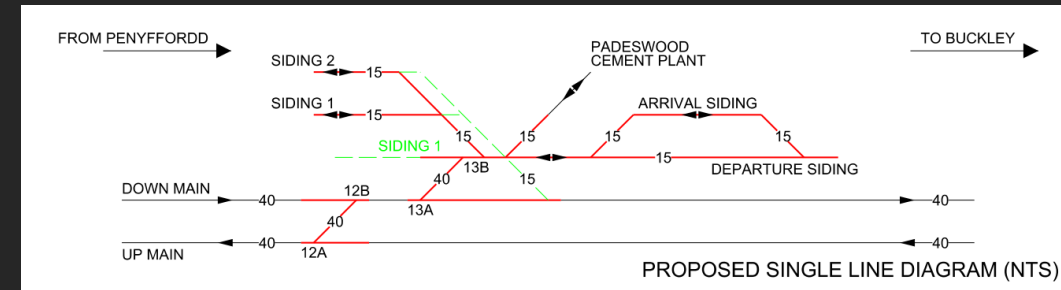 FROM PENYFFORDD
TO BUCKLEY
PADESWOOD
CEMENT PLANT
SIDING 2
15
SIDING 1
15
ARRIVAL SIDING
15
15
15
15
SIDING 1
13B
15
DEPARTURE SIDING
40
15
DOWN MAIN
40
12B
13A
40
40
UP MAIN
40
12A
40
PROPOSED SINGLE LINE DIAGRAM (NTS)